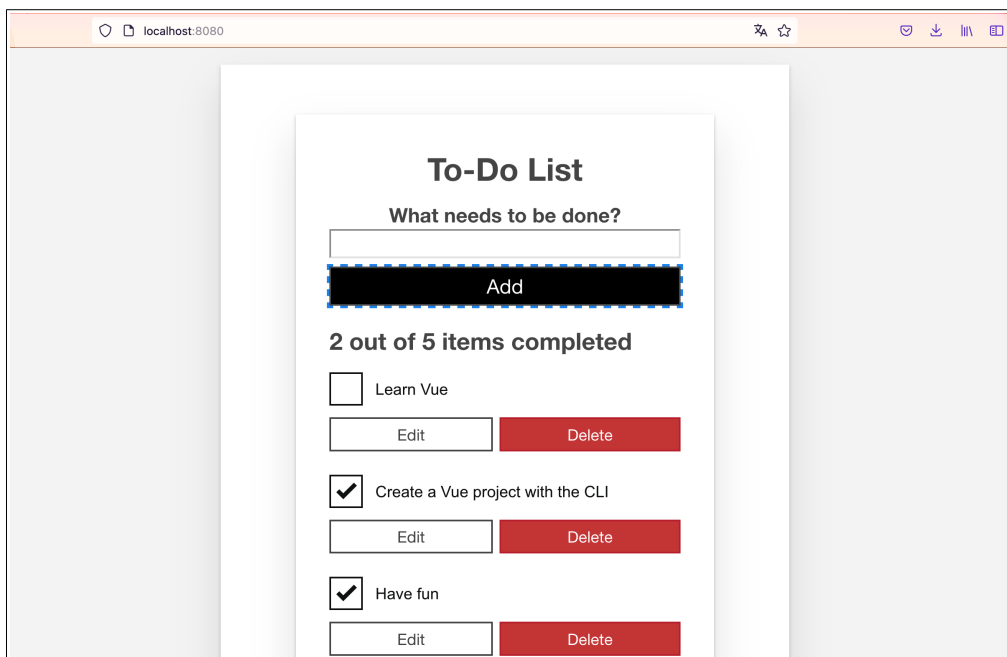 localhost:8080
To-Do List
What needs to be done?
Add
2 out of 5 items completed
Learn Vue
Edit Delete
Create a Vue project with the CLI
Edit Delete
Have fun
Edit Delete